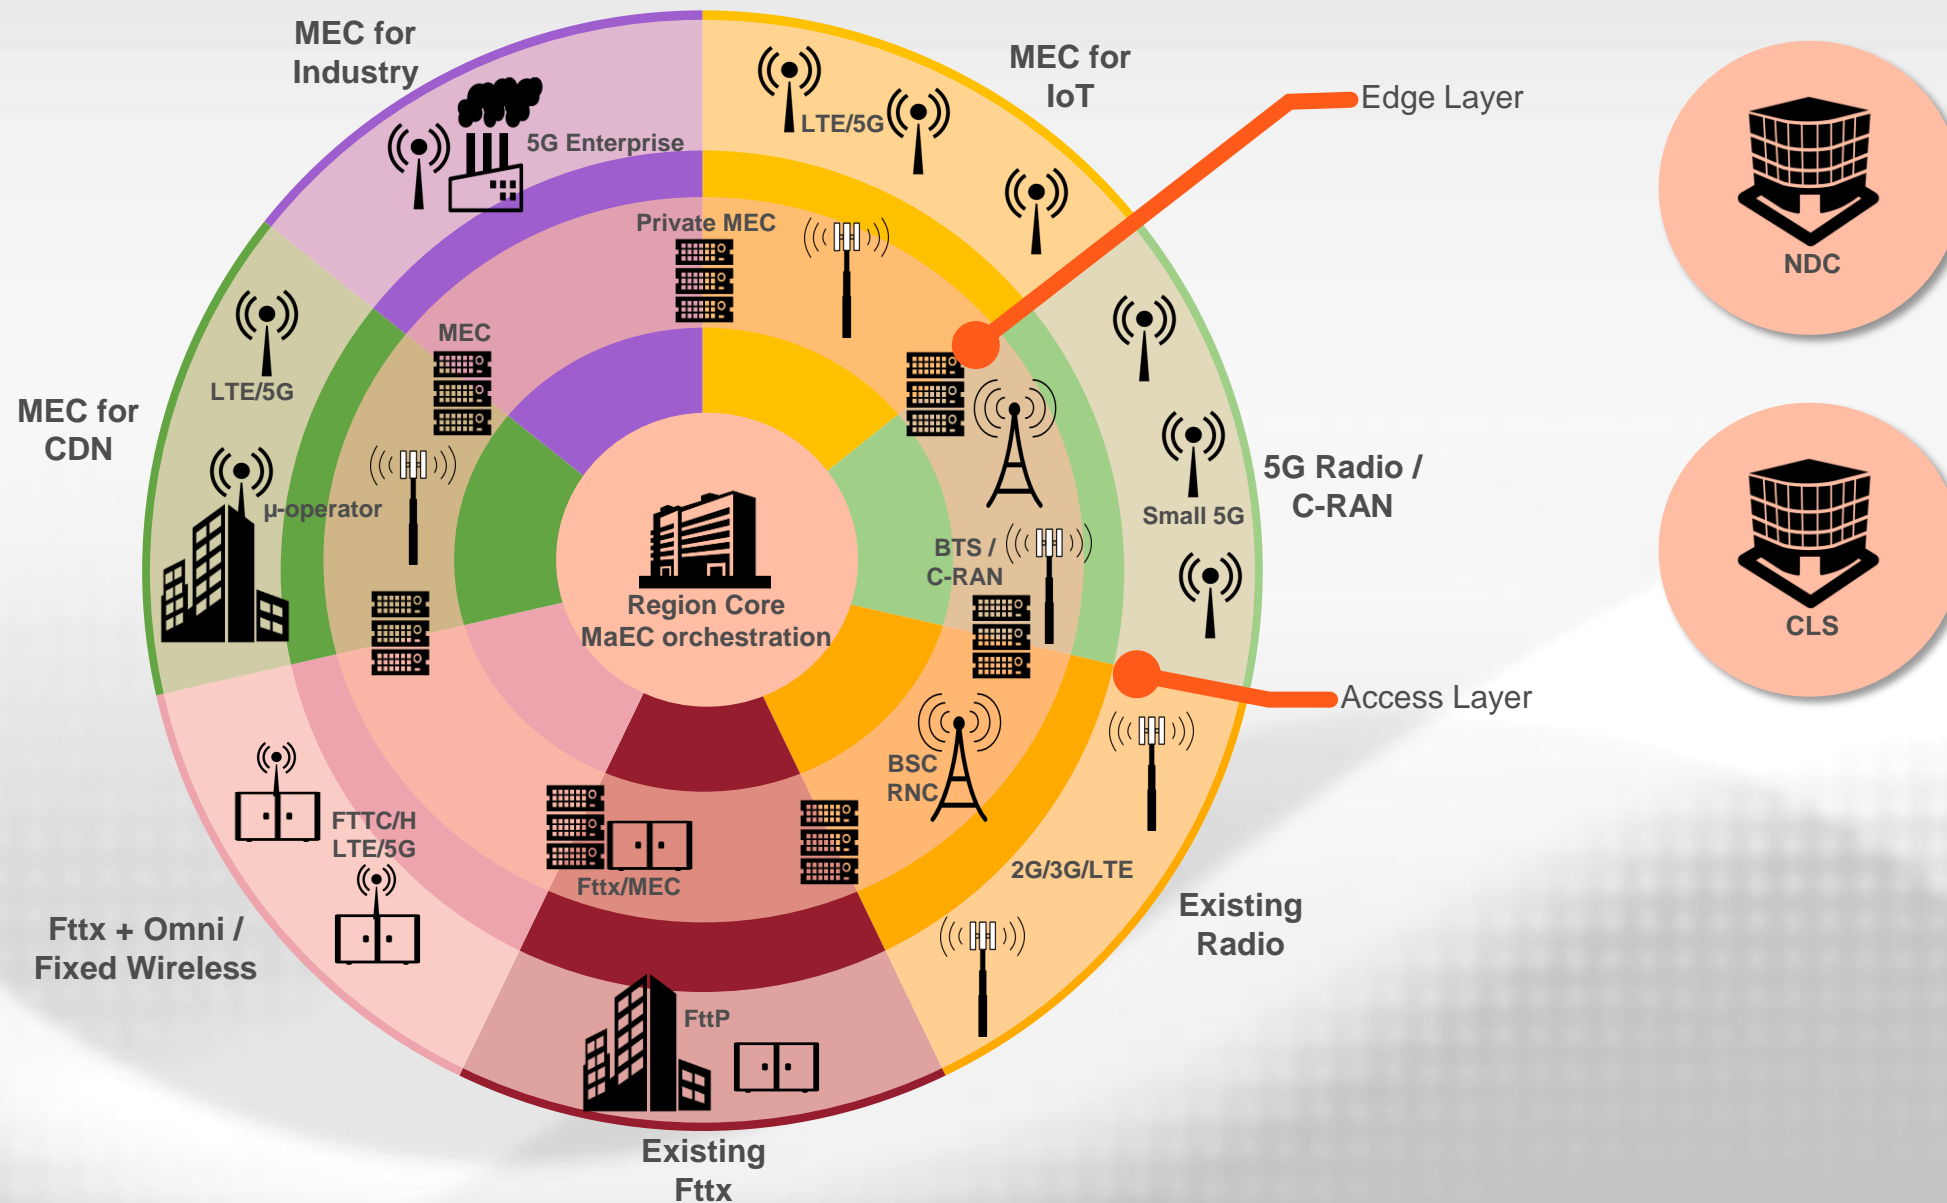 MEC for
Industry
MEC for
IoT
Edge Layer
LTE/5G
5G Enterprise
Private MEC
NDC
MEC
LTE/5G
MEC for
CDN
µ-operator
5G Radio /
C-RAN
Small 5G
BTS /
C-RAN
Region Core
MaEC orchestration
CLS
Access Layer
BSC
RNC
FTTC/H
LTE/5G
Fttx/MEC
2G/3G/LTE
Existing
Radio
Fttx + Omni /
Fixed Wireless
FttP
Existing
Fttx